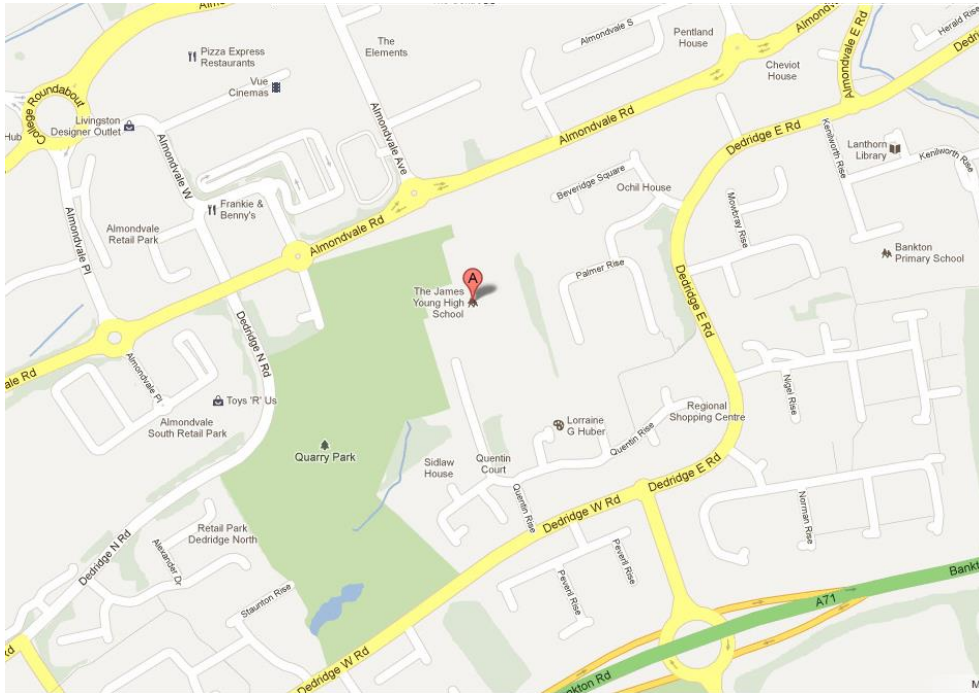 Almondvale S
Pentland
House
Almondvale Rd
Herald Rise
Pizza Express
Restaurants
The
Elements
Cheviot
House
Almondvale E Rd
Dedridge
Vue
Cinemas
College Roundabout
Livingston
Designer Outlet
Hub
Almondvale Ave
Almondvale Rd
Dedridge E Rd
Kenilworth Rise
Lanthorn
Library
Kenilworth Rise
Almondvale W
Frankie &
Benny's
Almondvale Pl
Almondvale
Retail Park
Almondvale Rd
Beveridge Square
Ochil House
Mowbray Rise
Bankton
Primary School
Palmer Rise
A
The James
Young High
School
Dedridge E Rd
Dedridge N Rd
ale Rd
Almondvale Pl
Toys 'R' Us
Almondvale
South Retail Park
Nigel Rise
Regional
Shopping Centre
Lorraine
G Huber
Quentin Rise
Quarry Park
Sidlaw
House
Quentin
Court
Quentin Rise
Dedridge E Rd
Dedridge W Rd
Norman Rise
Retail Park
Dedridge North
Dedridge N Rd
Alexander Dr
Staunton Rise
Peveril Rise
Peveril Rise
Bankton
A71
Rd
Dedridge W Rd
Bankton Rd
M